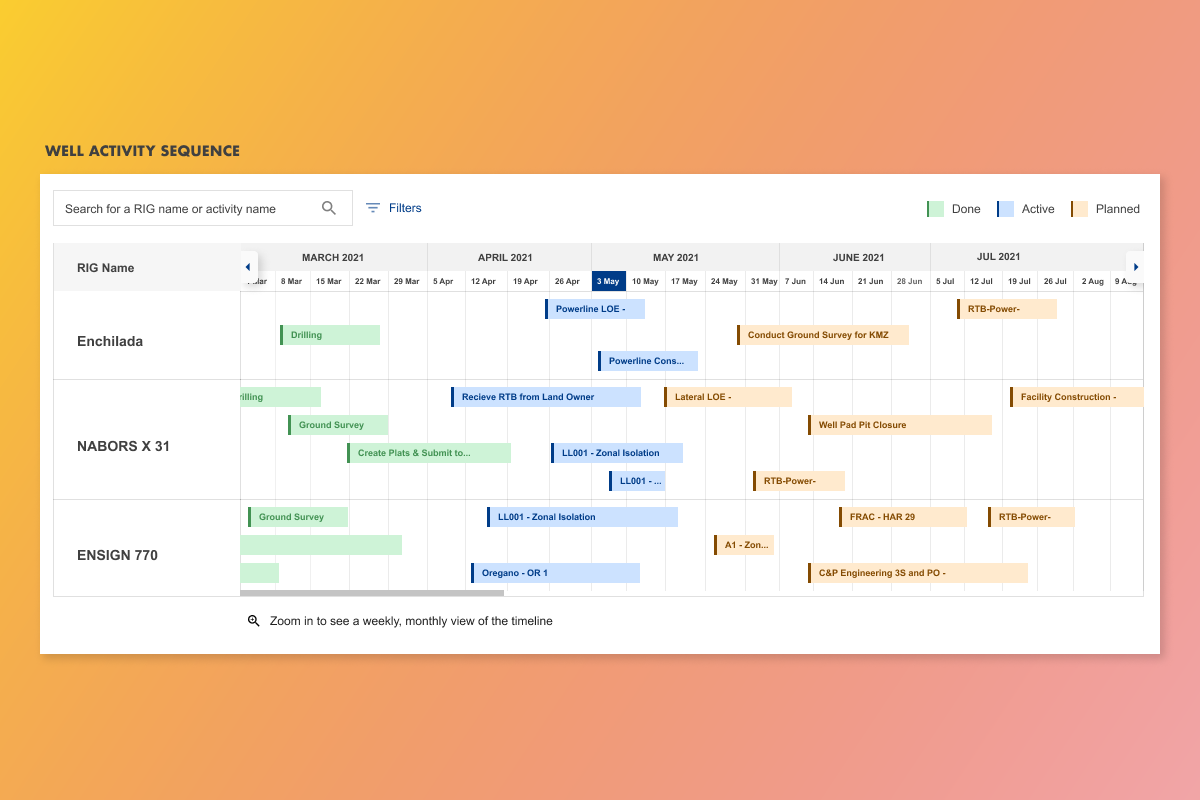 WELL ACTIVITY SEQUENCE
Search for a RIG name or activity name
Filters
Done
Active
Planned
RIG Name
MARCH 2021
APRIL 2021
MAY 2021
JUNE 2021
JUL 2021
8 Mar
15 Mar
22 Mar
29 Mar
5 Apr
12 Apr
19 Apr
26 Apr
3 May
10 May
17 May
24 May
31 May
7 Jun
14 Jun
21 Jun
28 Jun
5 Jul
12 Jul
19 Jul
26 Jul
2 Aug
9 Aug
Enchilada
Powerline LOE -
RTB-Power-
Drilling
Conduct Ground Survey for KMZ
Powerline Cons...
NABORS X 31
rilling
Recieve RTB from Land Owner
Lateral LOE -
Facility Construction -
Ground Survey
Well Pad Pit Closure
Create Plats & Submit to...
LL001 - Zonal Isolation
LL001 - ...
RTB-Power-
ENSIGN 770
Ground Survey
LL001 - Zonal Isolation
FRAC - HAR 29
RTB-Power-
A1 - Zon...
Oregano - OR 1
C&P Engineering 3S and PO -
Zoom in to see a weekly, monthly view of the timeline